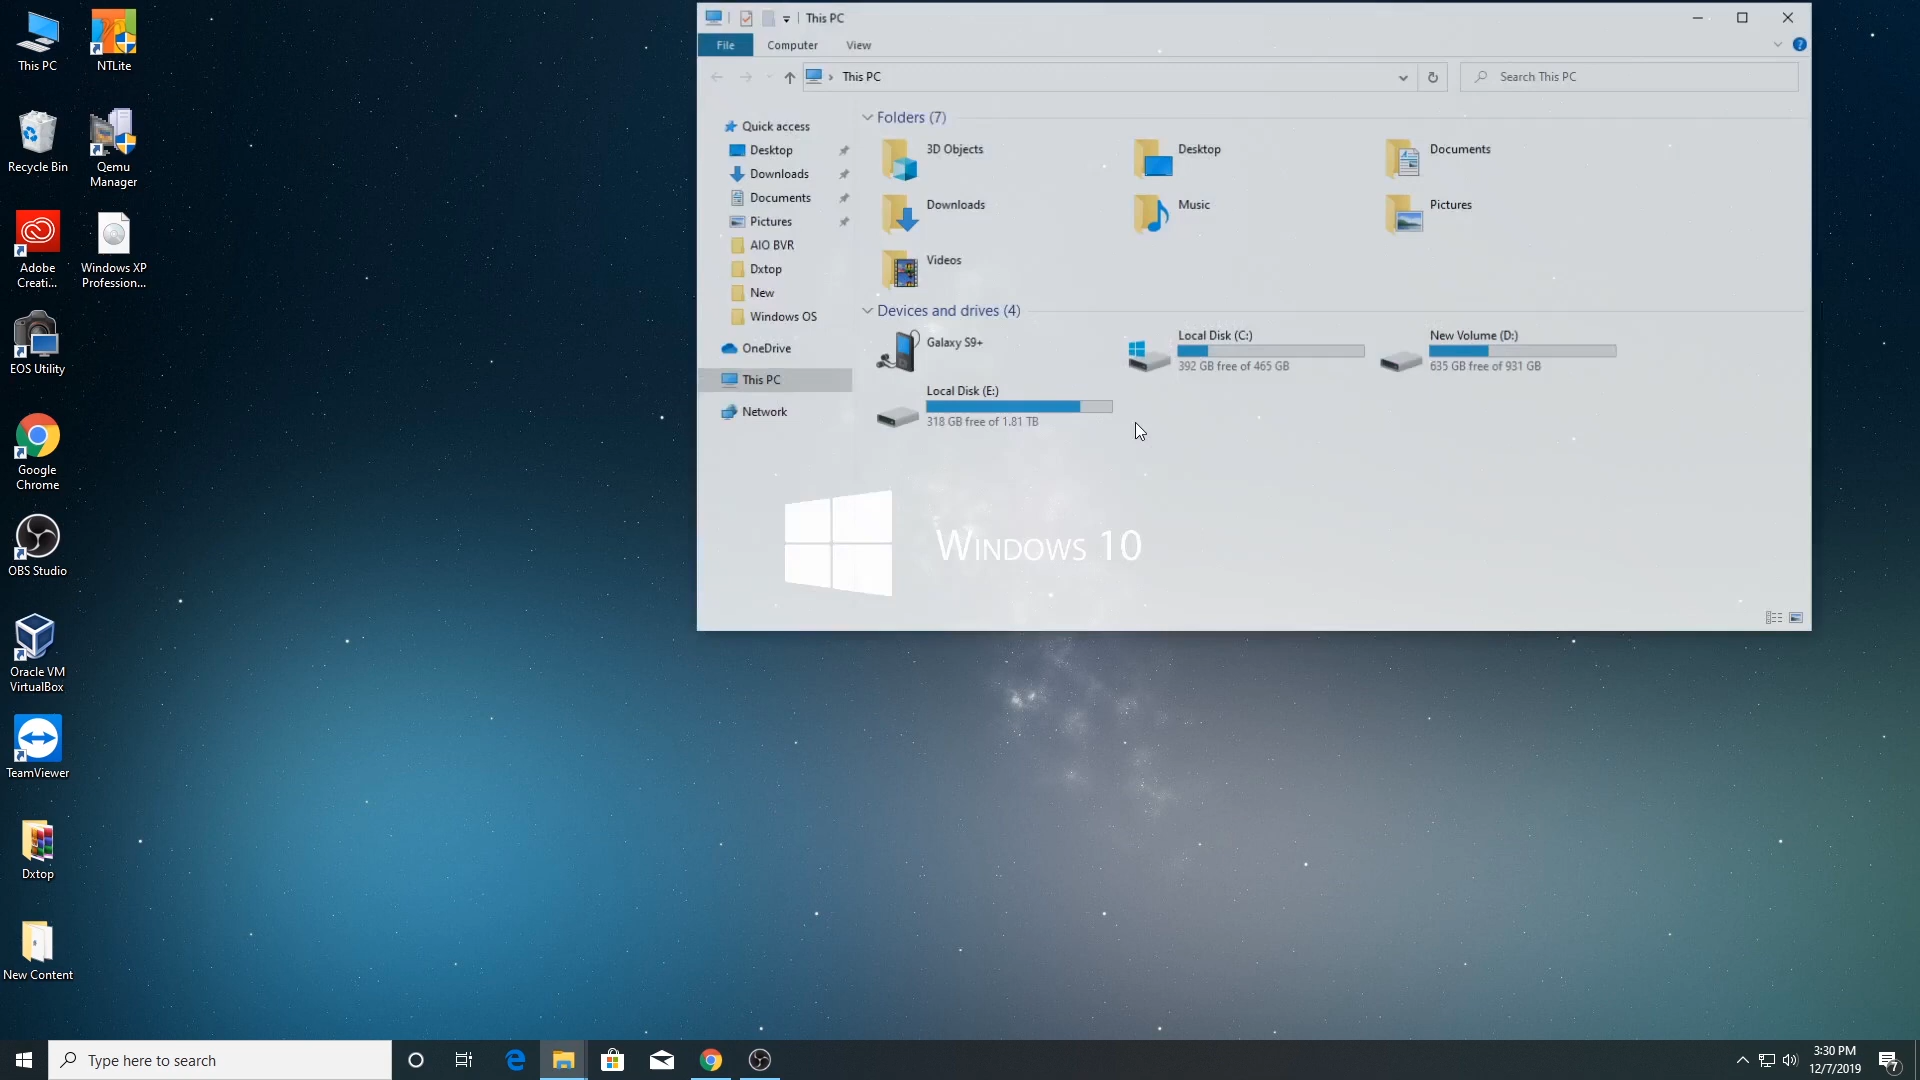 This PC
NTLite
Recycle Bin
Qemu
Manager
Adobe
Creati...
Windows XP
Profession...
EOS Utility
Google
Chrome
OBS Studio
Oracle VM
VirtualBox
TeamViewer
Dxtop
New Content
This PC
File
Computer
View
This PC
Search This PC
Quick access
Desktop
Downloads
Documents
Pictures
AIO BVR
Dxtop
New
Windows OS
OneDrive
This PC
Network
Folders (7)
3D Objects
Desktop
Documents
Downloads
Music
Pictures
Videos
Devices and drives (4)
Galaxy S9+
Local Disk (C:)
392 GB free of 465 GB
New Volume (D:)
635 GB free of 931 GB
Local Disk (E:)
318 GB free of 1.81 TB
Windows 10
Type here to search
3:30 PM
12/7/2019
7